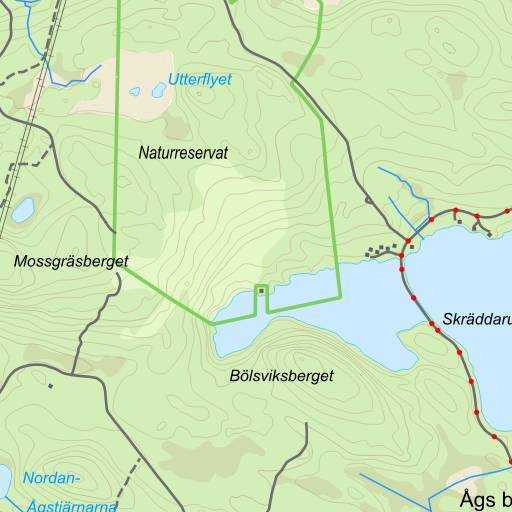 Utterflyet
Naturreservat
Mossgräsberget
Skräddaru
Bölsviksberget
Nordan-
Ågstjärnarna
Ågs b